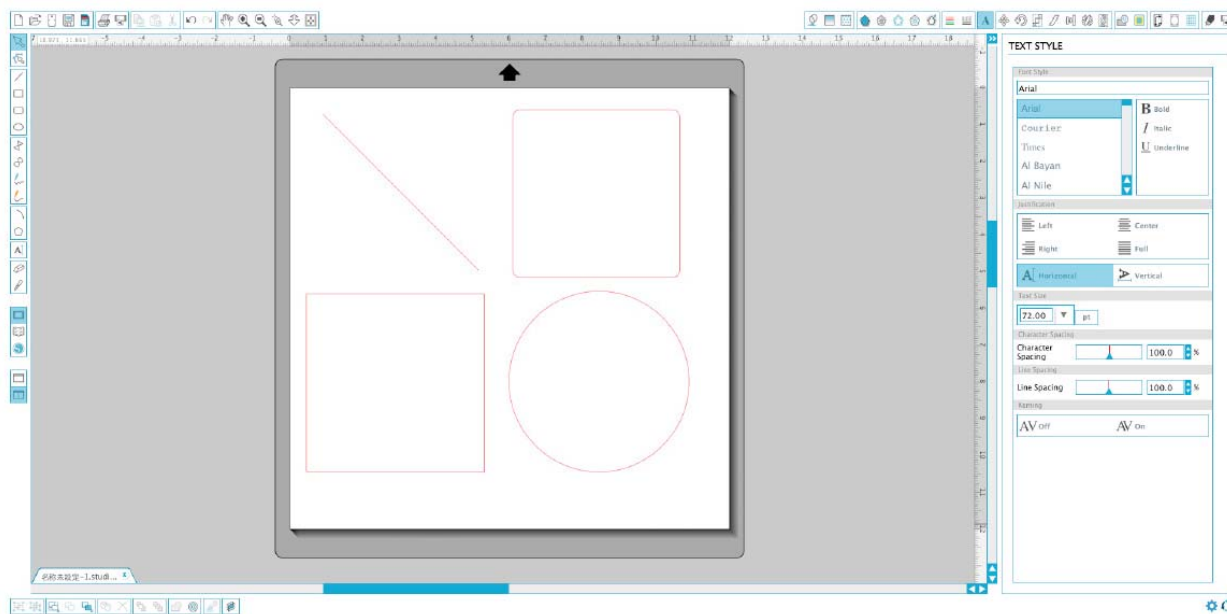 TEXT STYLE
Font Style
Arial
Arial
Courier
Times
Al Bayan
Al Nile
B Bold
I Italic
U Underline
Justification
Left
Center
Right
Full
Horizontal
Vertical
Text Size
72.00
pt
Character Spacing
Character Spacing
100.0 %
Line Spacing
Line Spacing
100.0 %
Kerning
AV Off
AV On
名称未設定-1.studi... x